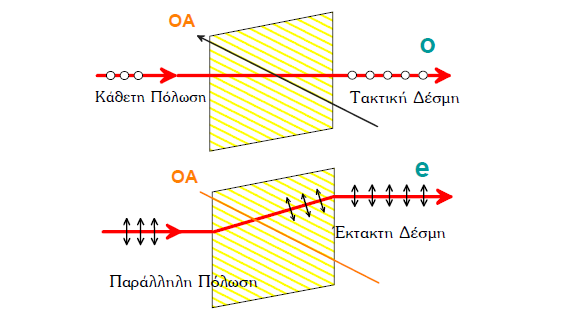 OA
o
Κάθετη Πόλωση
Τακτική Δέσμη
OA
e
Έκτακτη Δέσμη
Παράλληλη Πόλωση